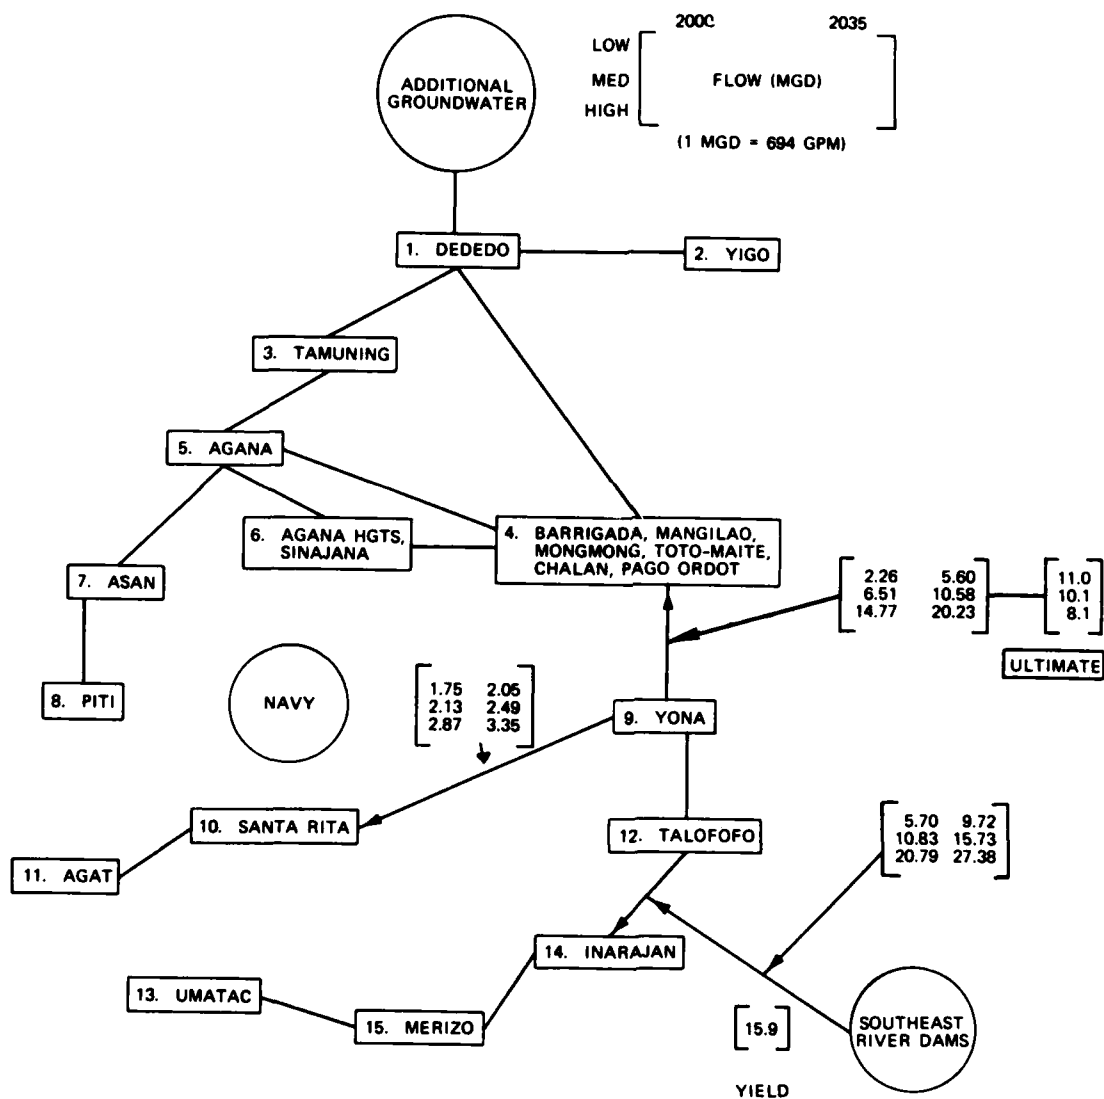 2000 2035
LOW
MED FLOW (MGD)
HIGH
(1 MGD = 694 GPM)
ADDITIONAL
GROUNDWATER
1. DEDEDO
2. YIGO
3. TAMUNING
5. AGANA
6. AGANA HGTS,
SINAJANA
4. BARRIGADA, MANGILAO,
MONGMONG, TOTO-MAITE,
CHALAN, PAGO ORDOT
7. ASAN
8. PITI
2.26 5.60 11.0
6.51 10.58 10.1
14.77 20.23 8.1
ULTIMATE
NAVY
1.75 2.05
2.13 2.49
2.87 3.35
9. YONA
10. SANTA RITA
11. AGAT
12. TALOFOFO
5.70 9.72
10.83 15.73
20.79 27.38
14. INARAJAN
13. UMATAC
15. MERIZO
15.9
YIELD
SOUTHEAST
RIVER DAMS